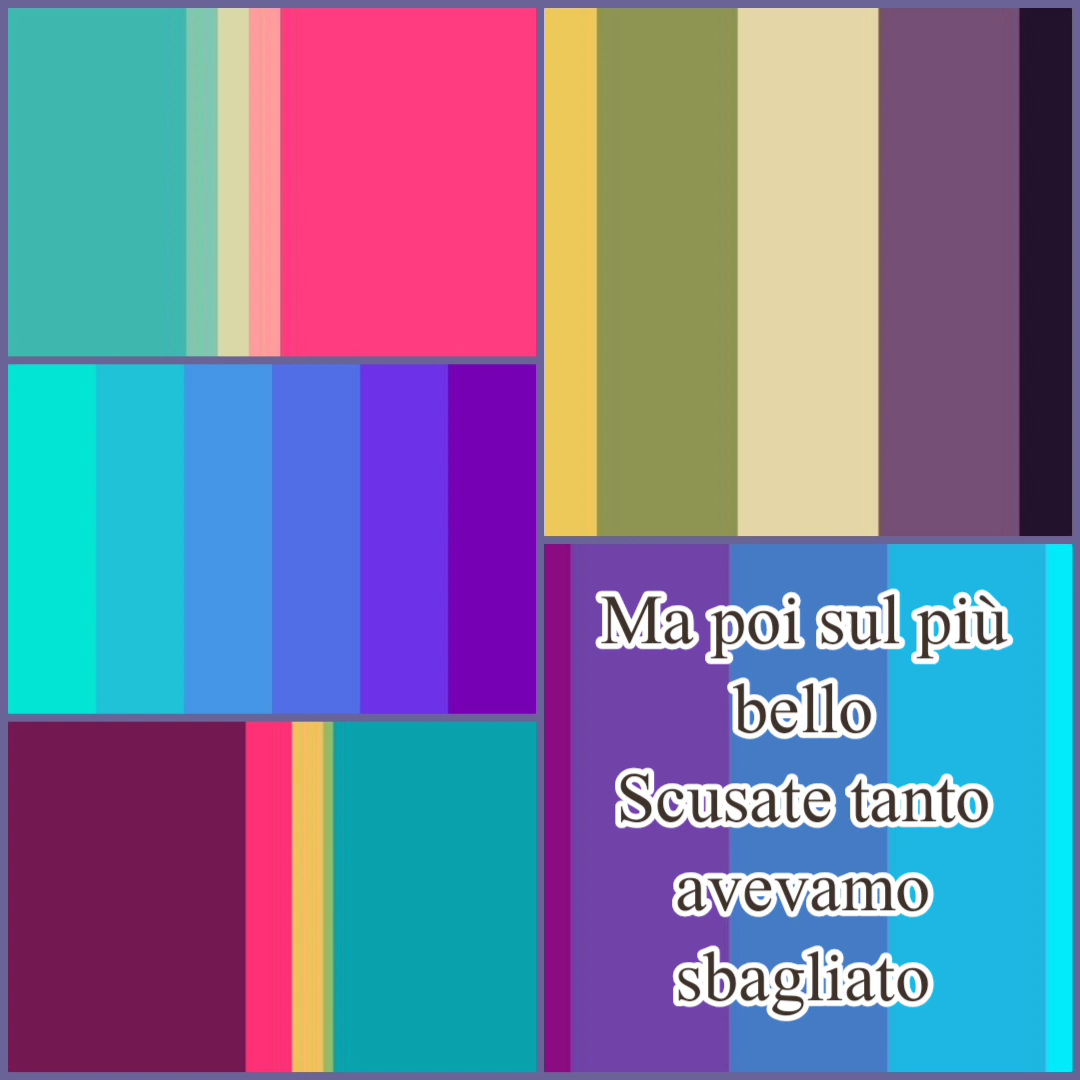 Ma poi sul più
bello
Scusate tanto
avevamo
sbagliato